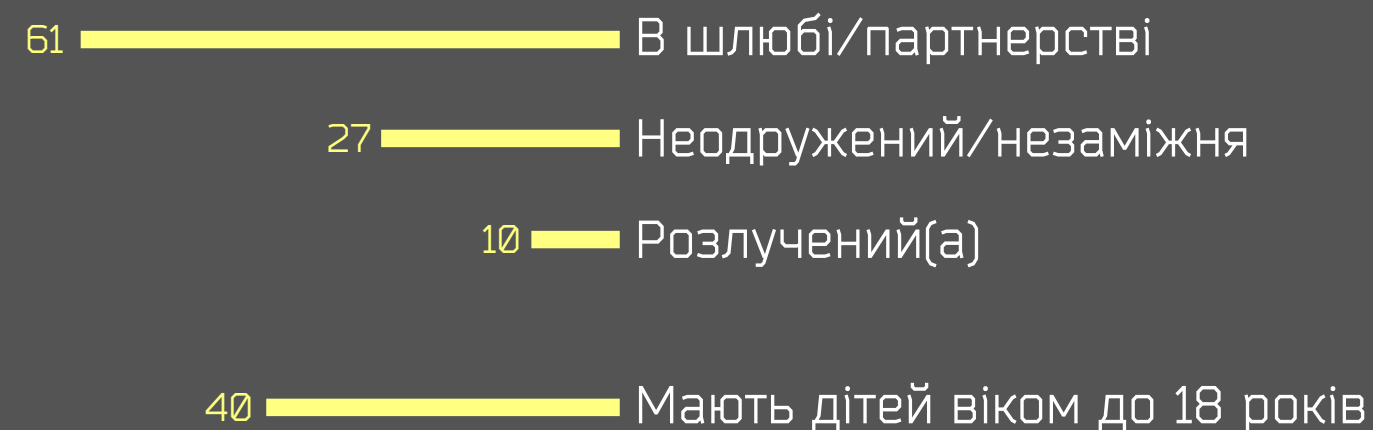 61 В шлюбі/партнерстві
27 Неодружений/незаміжня
10 Розлучений(а)
40 Мають дітей віком до 18 років